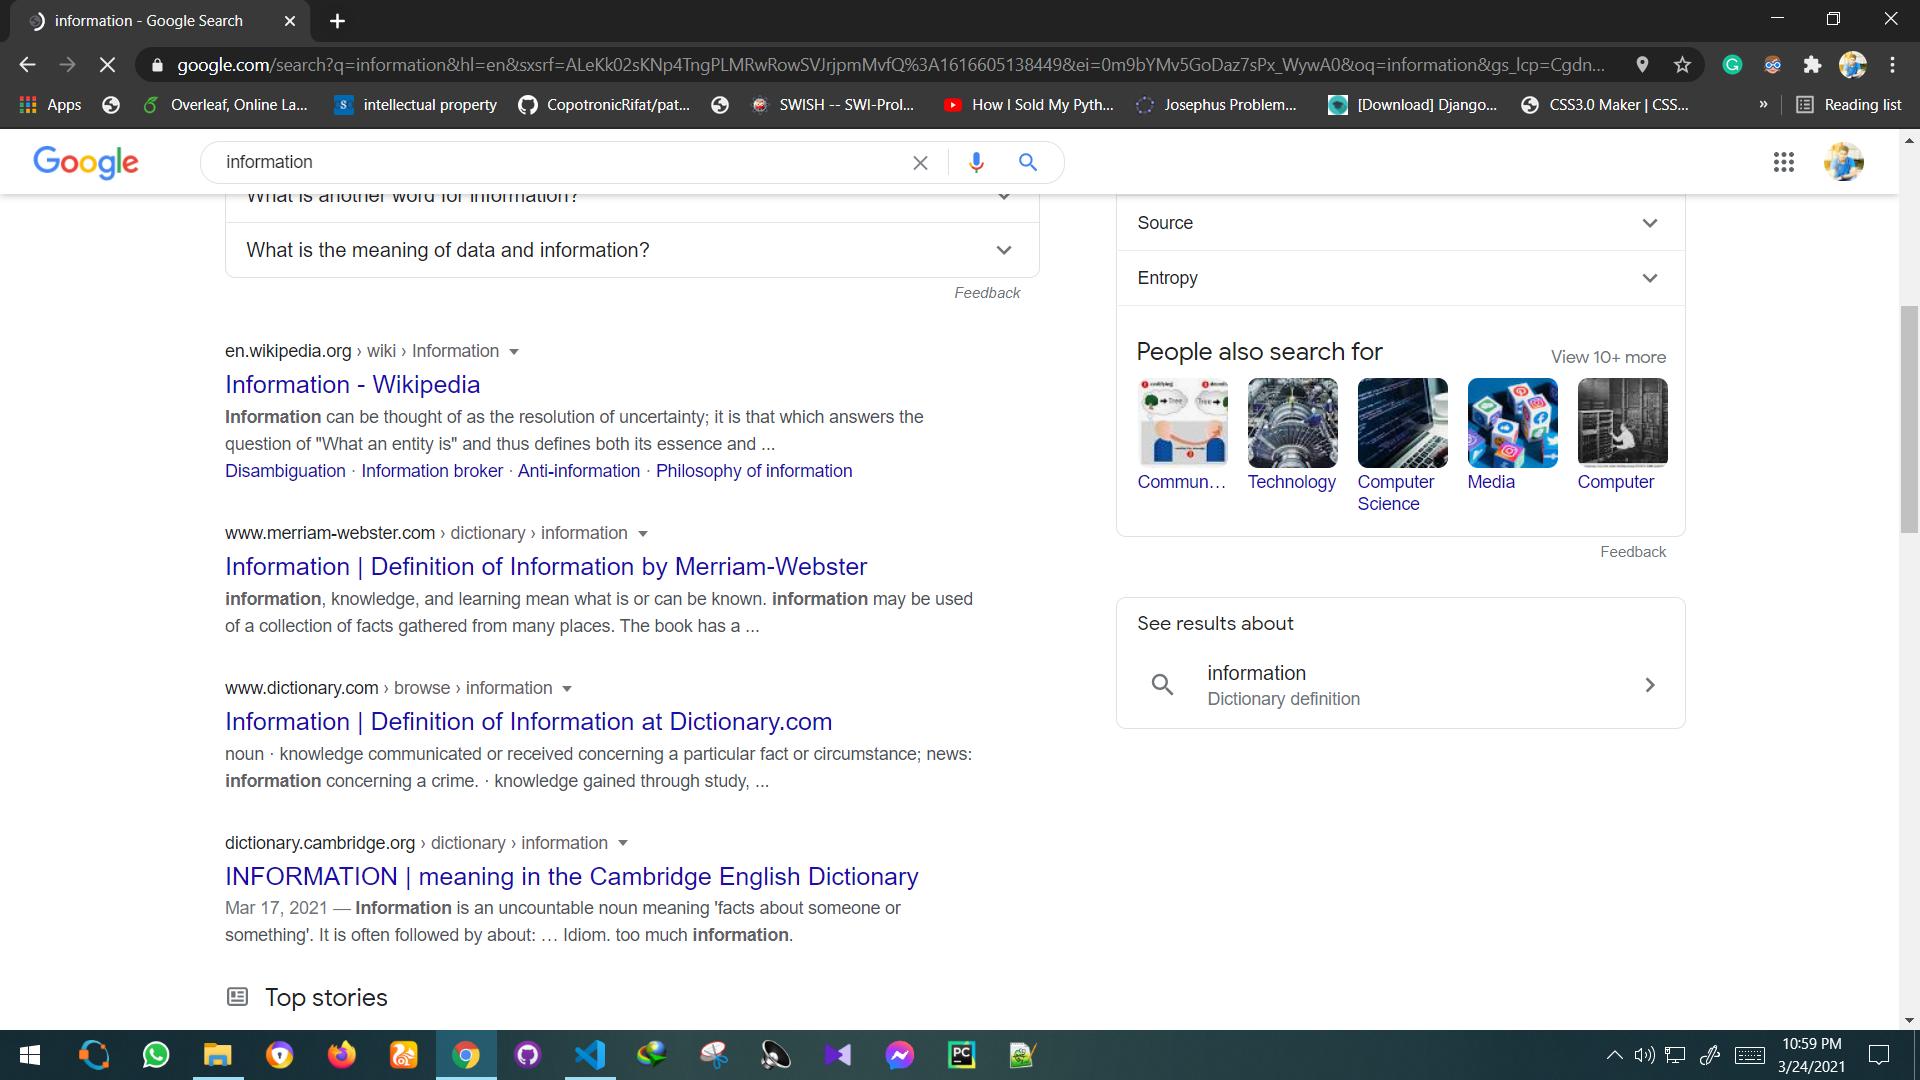 information - Google Search
google.com/search?q=information&hl=en&sxsrf=ALeKk02sKNp4TngPLMRwRowSVJrjpmMvfQ%3A1616605138449&ei=0m9bYMv5GoDaz7sPx_WywA0&oq=information&gs_lcp=Cgdn...
Apps Overleaf, Online La... intellectual property CopotronicRifat/pat... SWISH -- SWI-Prol... How I Sold My Pyth... Josephus Problem... [Download] Django... CSS3.0 Maker | CSS... » Reading list
Google information
What is another word for information?
What is the meaning of data and information?
Feedback
en.wikipedia.org › wiki › Information
Information - Wikipedia
Information can be thought of as the resolution of uncertainty; it is that which answers the
question of "What an entity is" and thus defines both its essence and ...
Disambiguation · Information broker · Anti-information · Philosophy of information
www.merriam-webster.com › dictionary › information
Information | Definition of Information by Merriam-Webster
information, knowledge, and learning mean what is or can be known. information may be used
of a collection of facts gathered from many places. The book has a ...
www.dictionary.com › browse › information
Information | Definition of Information at Dictionary.com
noun · knowledge communicated or received concerning a particular fact or circumstance; news:
information concerning a crime. · knowledge gained through study, ...
dictionary.cambridge.org › dictionary › information
INFORMATION | meaning in the Cambridge English Dictionary
Mar 17, 2021 — Information is an uncountable noun meaning 'facts about someone or
something'. It is often followed by about: … Idiom. too much information.
Top stories
Source
Entropy
People also search for
View 10+ more
Commun... Technology Computer Media Computer
Science
Feedback
See results about
information
Dictionary definition
10:59 PM
3/24/2021